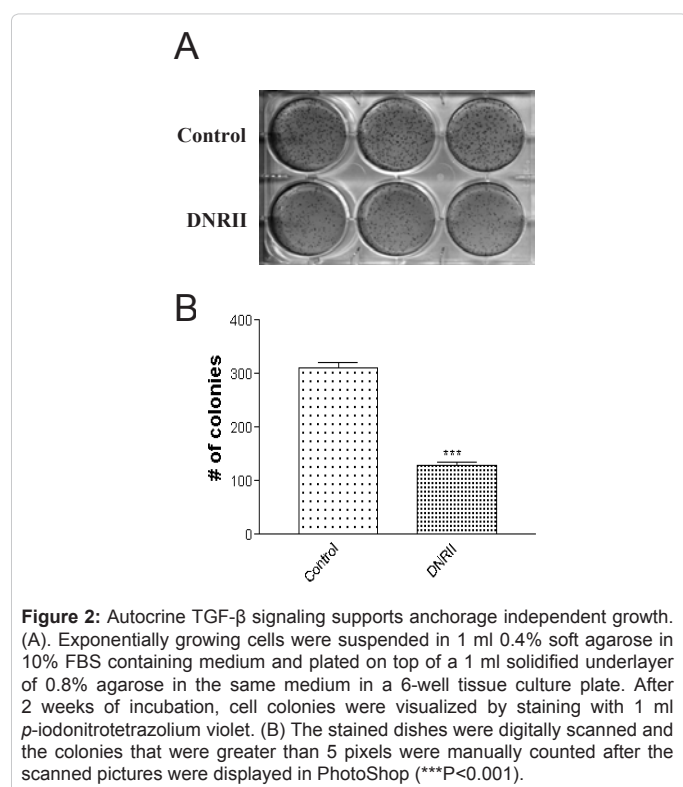 A
Control
DNRII
B
400
300
200
100
0
# of colonies
***
Control
DNRII
Figure 2: Autocrine TGF-β signaling supports anchorage independent growth.
(A). Exponentially growing cells were suspended in 1 ml 0.4% soft agarose in
10% FBS containing medium and plated on top of a 1 ml solidified underlayer
of 0.8% agarose in the same medium in a 6-well tissue culture plate. After
2 weeks of incubation, cell colonies were visualized by staining with 1 ml
p-iodonitrotetrazolium violet. (B) The stained dishes were digitally scanned and
the colonies that were greater than 5 pixels were manually counted after the
scanned pictures were displayed in PhotoShop (***P<0.001).